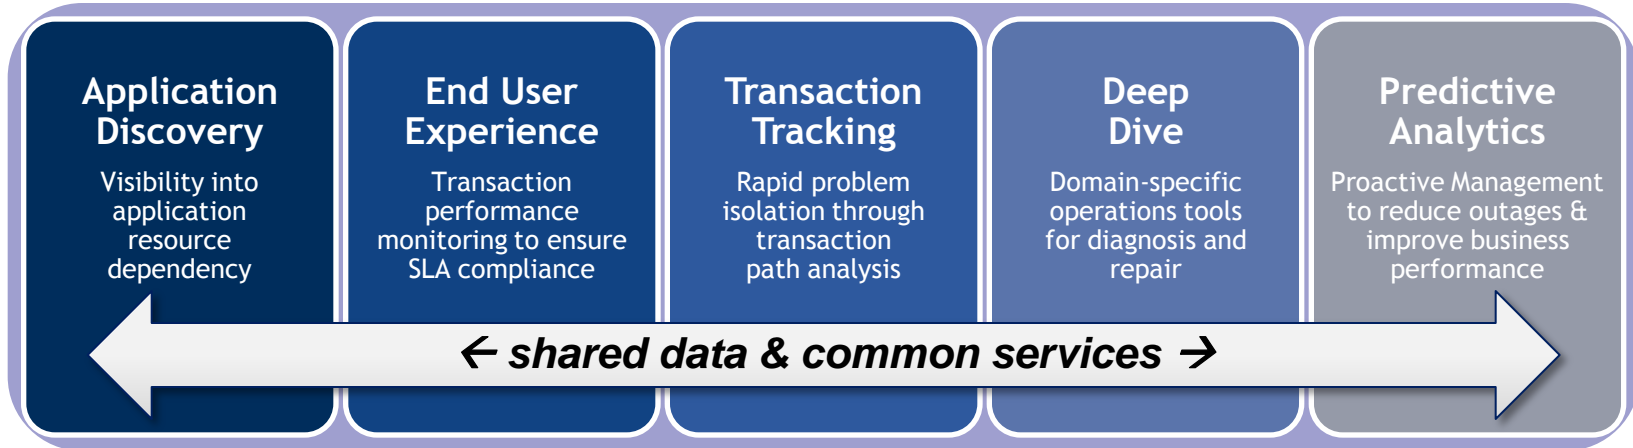 Application
Discovery
Visibility into
application
resource
dependency
End User
Experience
Transaction
performance
monitoring to ensure
SLA compliance
Transaction
Tracking
Rapid problem
isolation through
transaction
path analysis
Deep
Dive
Domain-specific
operations tools
for diagnosis and
repair
Predictive
Analytics
Proactive Management
to reduce outages &
improve business
performance
← shared data & common services →